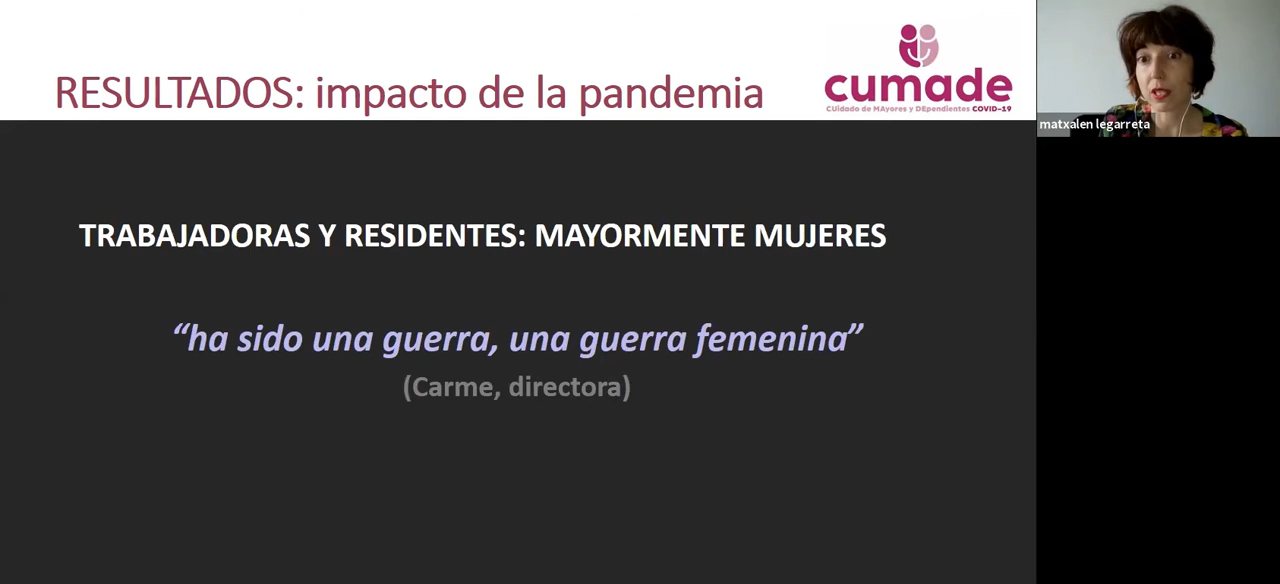 RESULTADOS: impacto de la pandemia
cumade
CUidado de MAyores y DEpendientes COVID-19
matxalen legarreta
TRABAJADORAS Y RESIDENTES: MAYORMENTE MUJERES
“ha sido una guerra, una guerra femenina”
(Carme, directora)